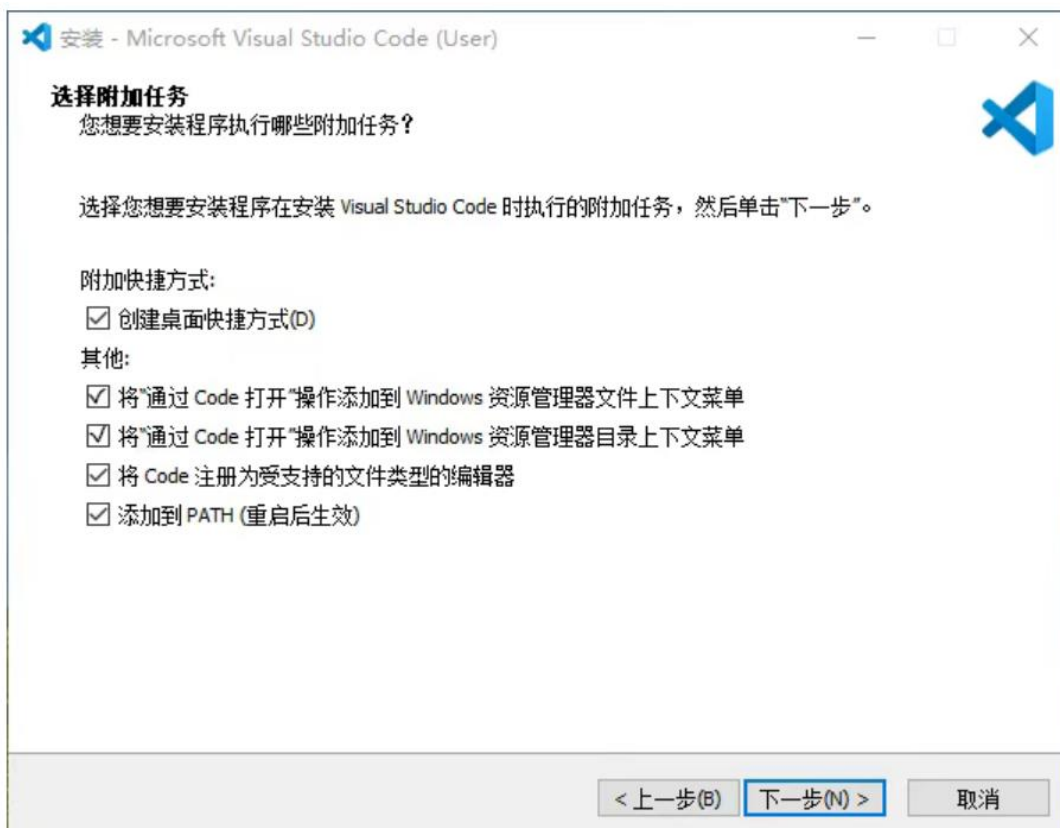 安装 - Microsoft Visual Studio Code (User)
选择附加任务
您想要安装程序执行哪些附加任务？
选择您想要安装程序在安装 Visual Studio Code 时执行的附加任务，然后单击“下一步”。
附加快捷方式:
创建桌面快捷方式(D)
其他:
将“通过 Code 打开”操作添加到 Windows 资源管理器文件上下文菜单
将“通过 Code 打开”操作添加到 Windows 资源管理器目录上下文菜单
将 Code 注册为受支持的文件类型的编辑器
添加到 PATH (重启后生效)
< 上一步(B) 下一步(N) > 取消